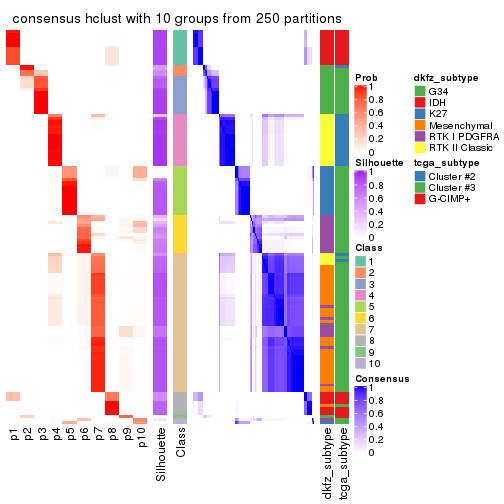 consensus hclust with 10 groups from 250 partitions
Prob
0.8
0.6
0.4
0.2
0
Silhouette
1
0.8
0.6
0.4
0.2
0
Class
1
2
3
4
5
6
7
8
9
10
Consensus
1
0.8
0.6
0.4
0.2
0
dkfz_subtype
G34
IDH
K27
Mesenchymal
RTK I PDGFRA
RTK II Classic
tcga_subtype
Cluster #2
Cluster #3
G-CIMP+
p1
p2
p3
p4
p5
p6
p7
p8
p9
p10
Silhouette
Class
dkfz_subtype
tcga_subtype